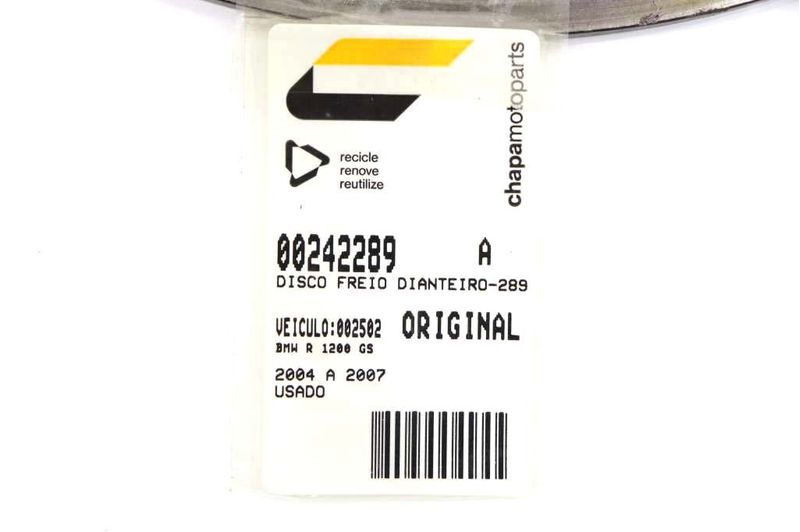 chapamotoparts
recicle
renove
reutilize
00242289 A
DISCO FREIO DIANTEIRO-289
VEICULO:002502 ORIGINAL
BMW R 1200 GS
2004 A 2007
USADO